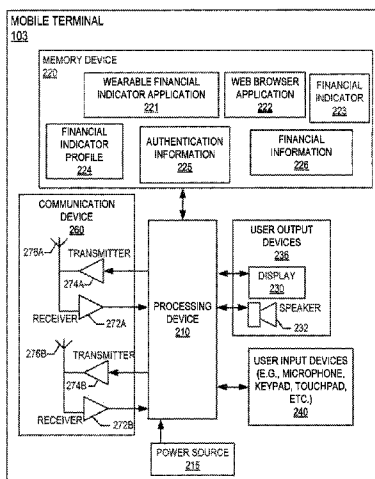 MOBILE TERMINAL
103
MEMORY DEVICE
220
WEARABLE FINANCIAL
INDICATOR APPLICATION
221
WEB BROWSER
APPLICATION
222
FINANCIAL
INDICATOR
223
FINANCIAL
INDICATOR
PROFILE
224
AUTHENTICATION
INFORMATION
225
FINANCIAL
INFORMATION
226
COMMUNICATION
DEVICE
260
276A
TRANSMITTER
274A
RECEIVER
272A
276B
TRANSMITTER
274B
RECEIVER
272B
PROCESSING
DEVICE
210
USER OUTPUT
DEVICES
236
DISPLAY
230
SPEAKER
232
USER INPUT DEVICES
(E.G., MICROPHONE,
KEYPAD, TOUCHPAD,
ETC.)
240
POWER SOURCE
215